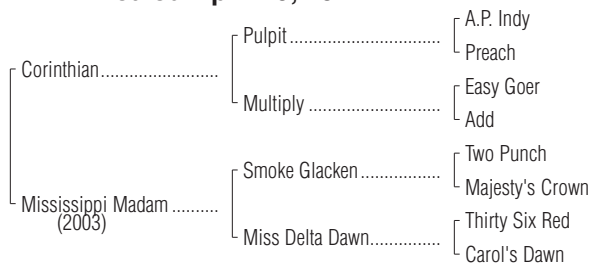 Pulpit
A.P. Indy
Preach
Corinthian
Multiply
Easy Goer
Add
Smoke Glacken
Two Punch
Majesty's Crown
Mississippi Madam
(2003)
Miss Delta Dawn
Thirty Six Red
Carol's Dawn